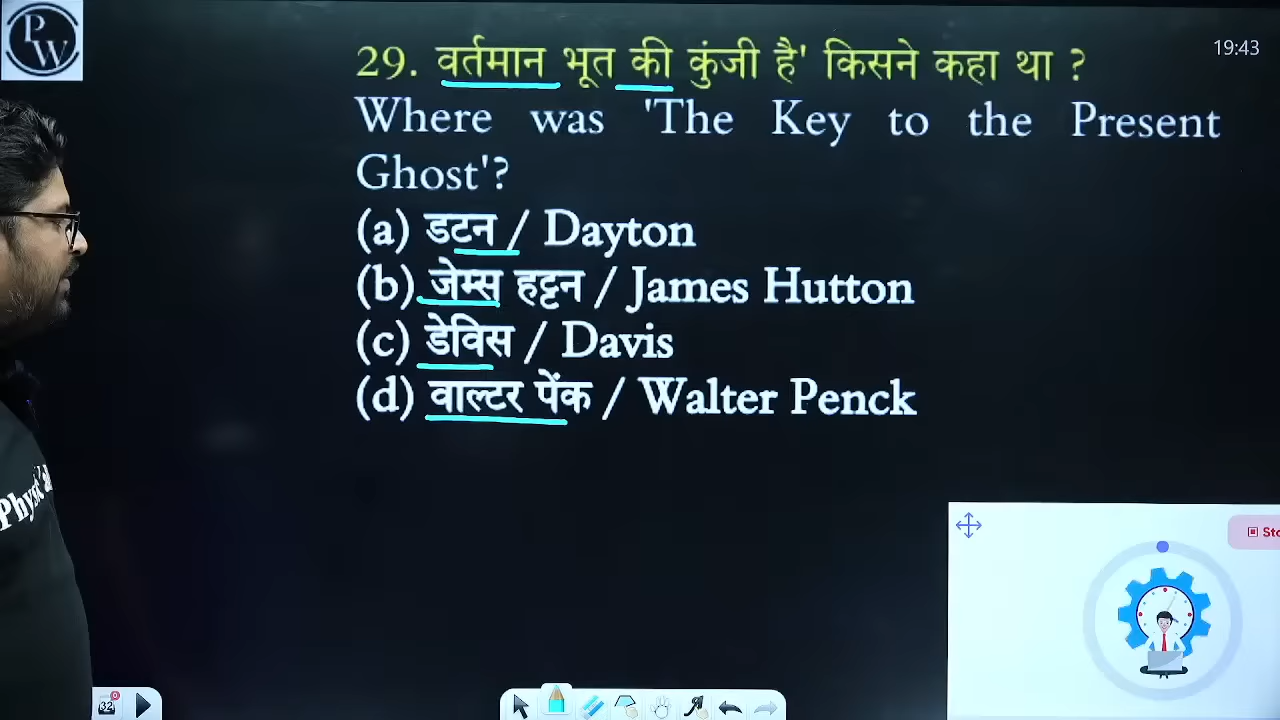 PW
19:43
29. वर्तमान भूत की कुंजी है' किसने कहा था ?
Where was 'The Key to the Present
Ghost'?
(a) डटन / Dayton
(b) जेम्स हट्टन / James Hutton
(c) डेविस / Davis
(d) वाल्टर पेंक / Walter Penck
32